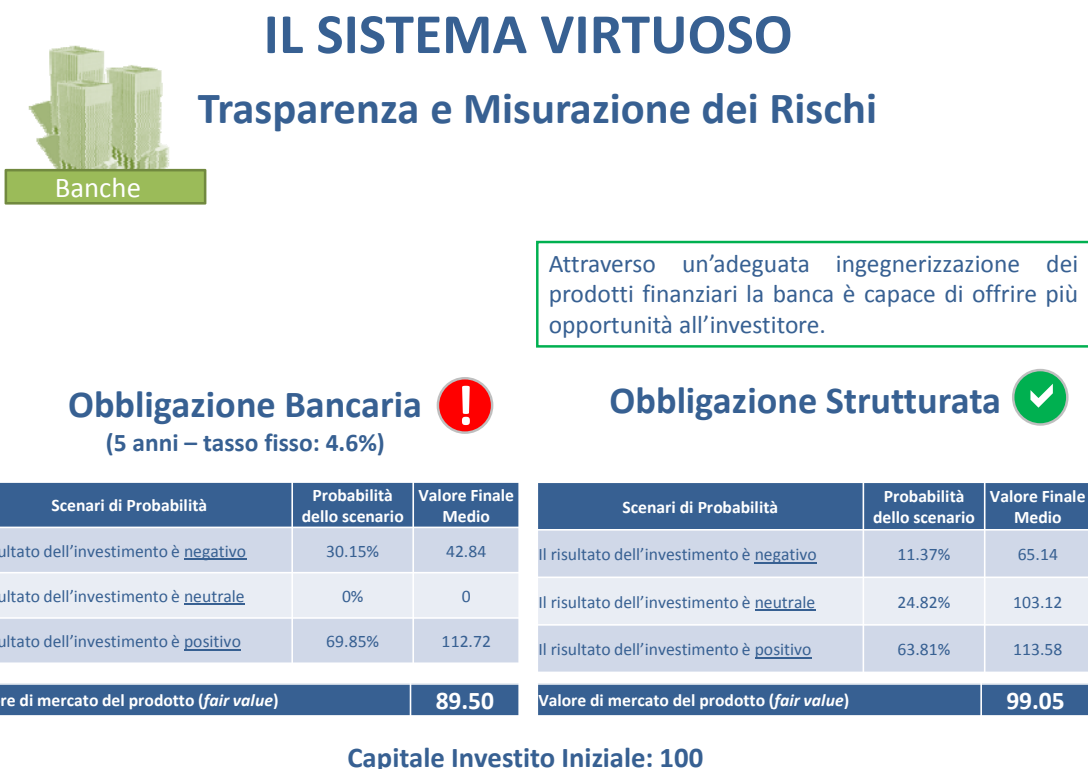 IL SISTEMA VIRTUOSO
Trasparenza e Misurazione dei Rischi
Banche
Attraverso un'adeguata ingegnerizzazione dei
prodotti finanziari la banca è capace di offrire più
opportunità all'investitore.
Obbligazione Bancaria !
(5 anni – tasso fisso: 4.6%)
Scenari di Probabilità Probabilità dello scenario Valore Finale Medio
ultato dell'investimento è negativo 30.15% 42.84
ultato dell'investimento è neutrale 0% 0
ultato dell'investimento è positivo 69.85% 112.72
re di mercato del prodotto (fair value) 89.50
Obbligazione Strutturata
Scenari di Probabilità Probabilità dello scenario Valore Finale Medio
Il risultato dell'investimento è negativo 11.37% 65.14
Il risultato dell'investimento è neutrale 24.82% 103.12
Il risultato dell'investimento è positivo 63.81% 113.58
Valore di mercato del prodotto (fair value) 99.05
Capitale Investito Iniziale: 100